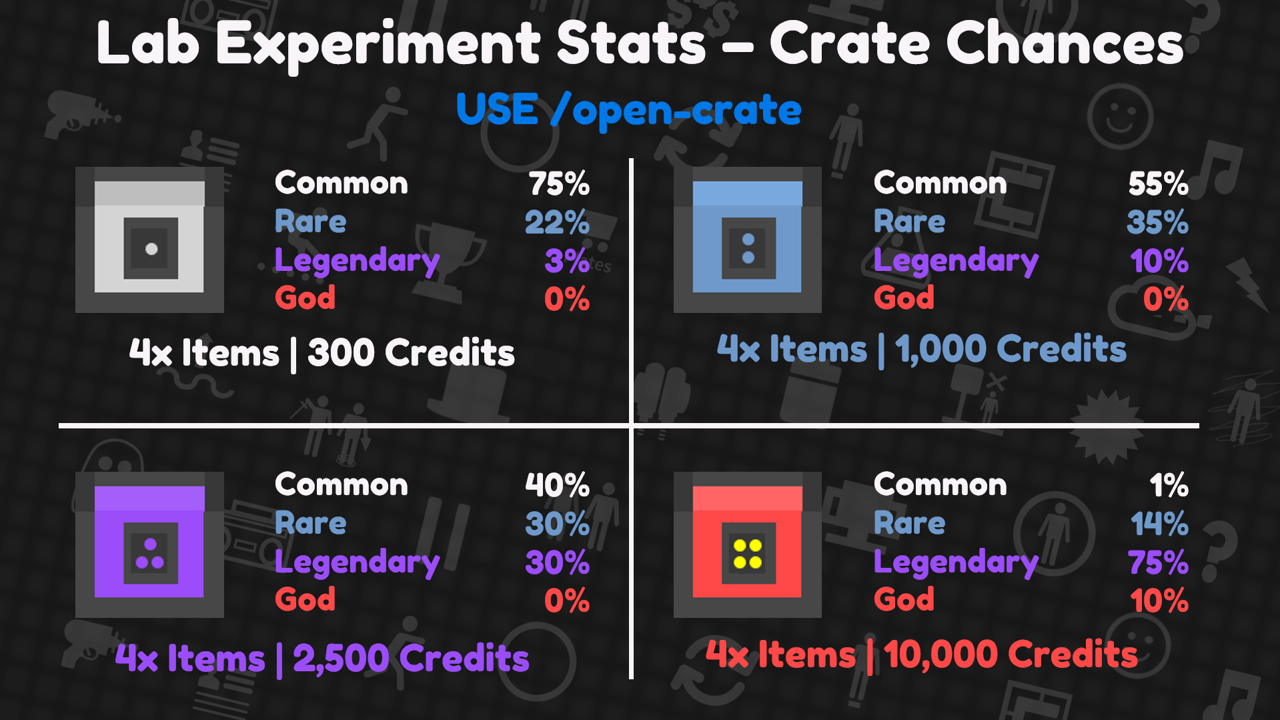 Lab Experiment Stats – Crate Chances
USE /open-crate
Common 75%
Rare 22%
Legendary 3%
God 0%
4x Items | 300 Credits
Common 55%
Rare 35%
Legendary 10%
God 0%
4x Items | 1,000 Credits
Common 40%
Rare 30%
Legendary 30%
God 0%
4x Items | 2,500 Credits
Common 1%
Rare 14%
Legendary 75%
God 10%
4x Items | 10,000 Credits